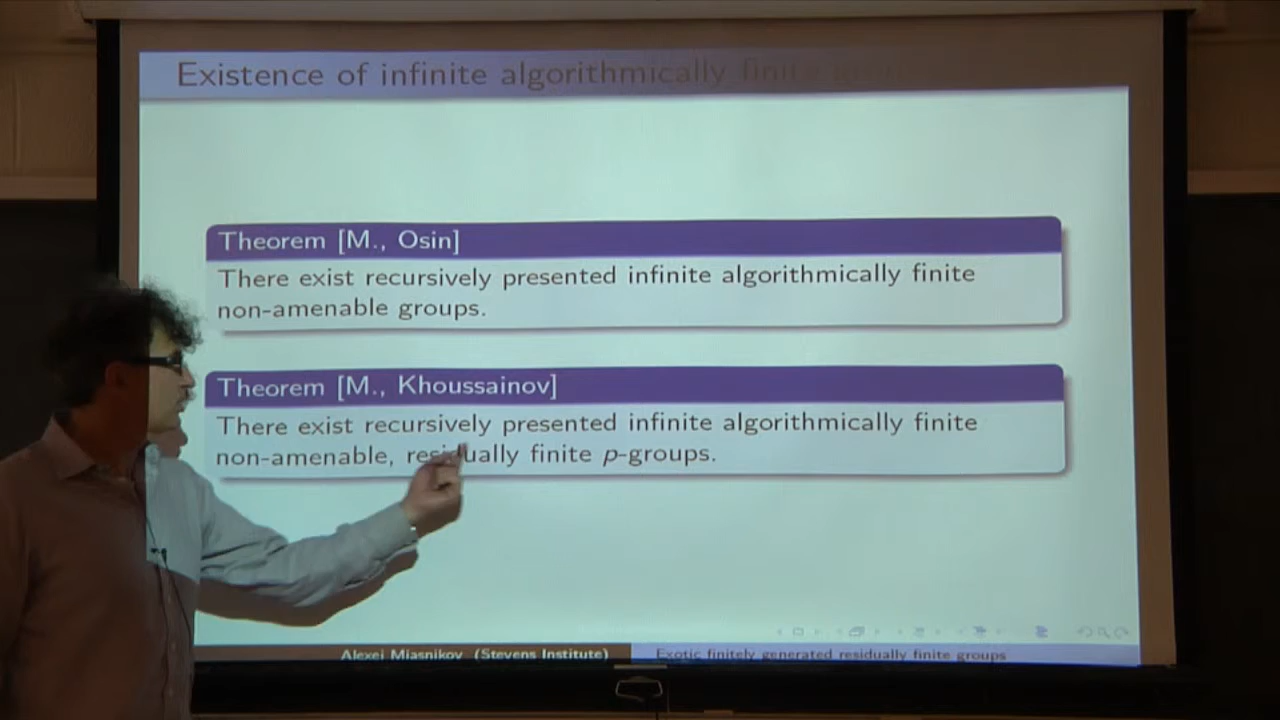 Existence of infinite algorithmically finite
Theorem [M., Osin]
There exist recursively presented infinite algorithmically finite
non-amenable groups.
Theorem [M., Khoussainov]
There exist recursively presented infinite algorithmically finite
non-amenable, residually finite p-groups.
Alexei Miasnikov (Stevens Institute)
Exotic finitely generated residually finite groups